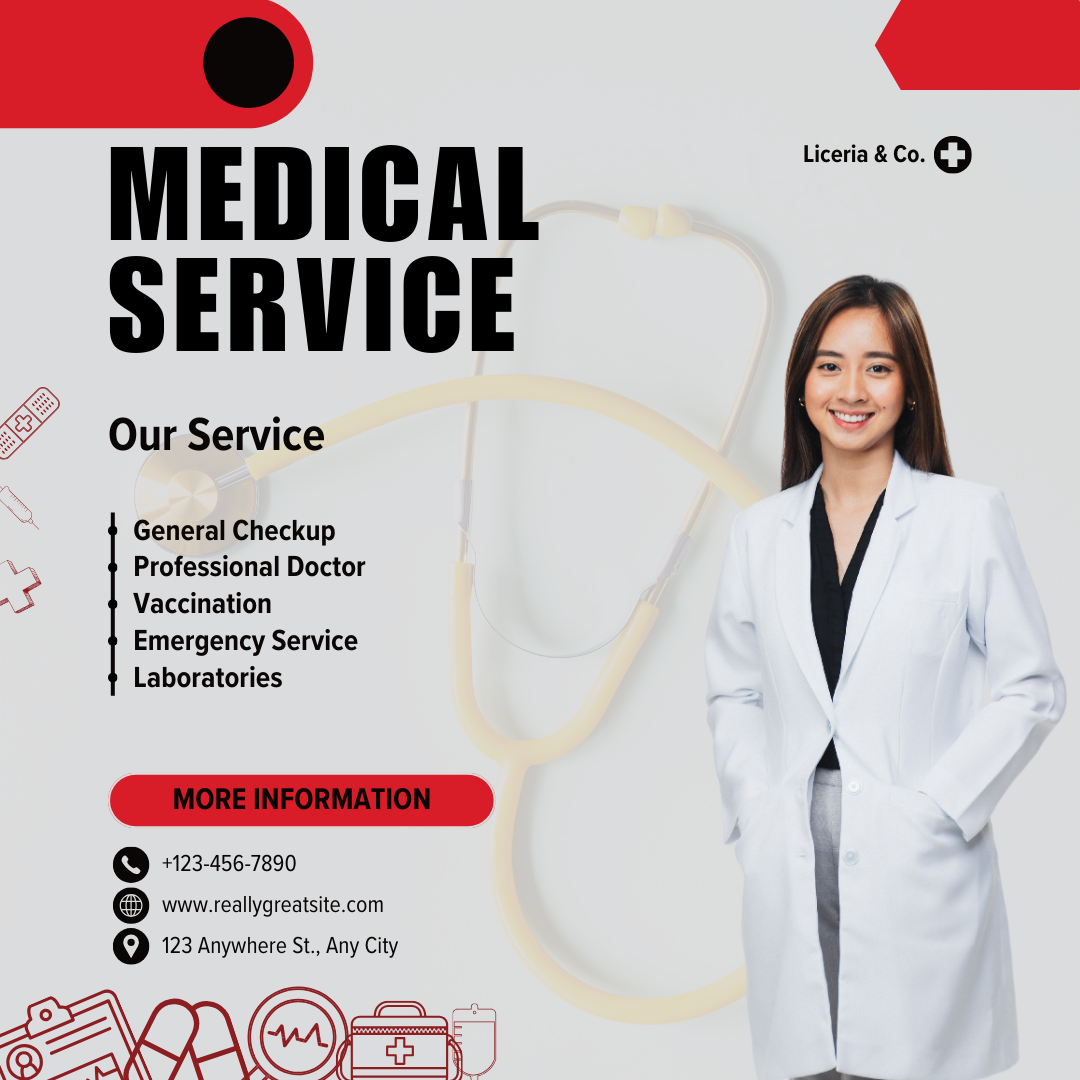 Liceria & Co.
MEDICAL
SERVICE
Our Service
General Checkup
Professional Doctor
Vaccination
Emergency Service
Laboratories
MORE INFORMATION
+123-456-7890
www.reallygreatsite.com
123 Anywhere St., Any City